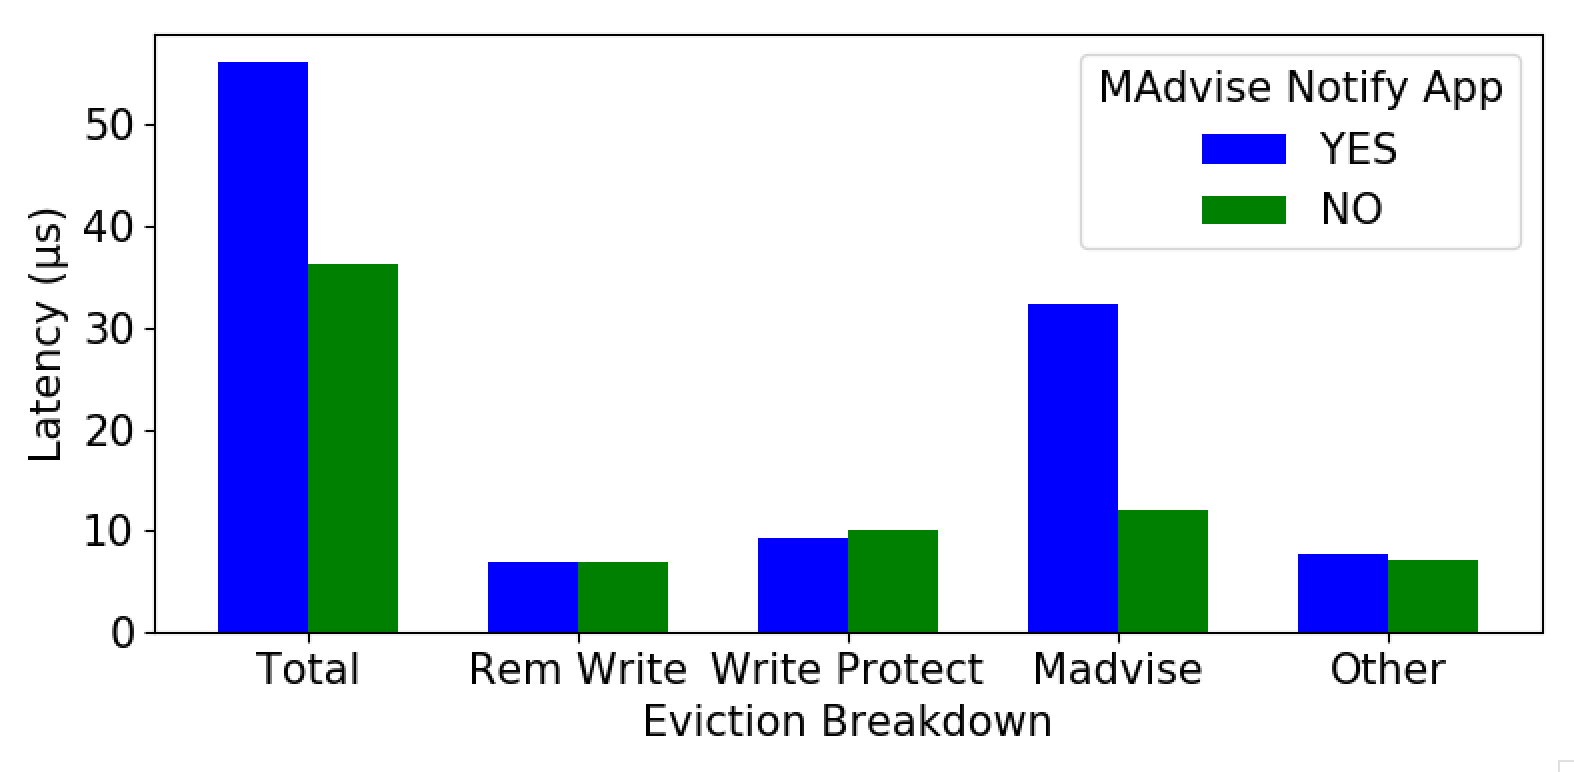 MAdvise Notify App
YES
NO
Latency (µs)
50
40
30
20
10
0
Total Rem Write Write Protect Madvise Other
Eviction Breakdown